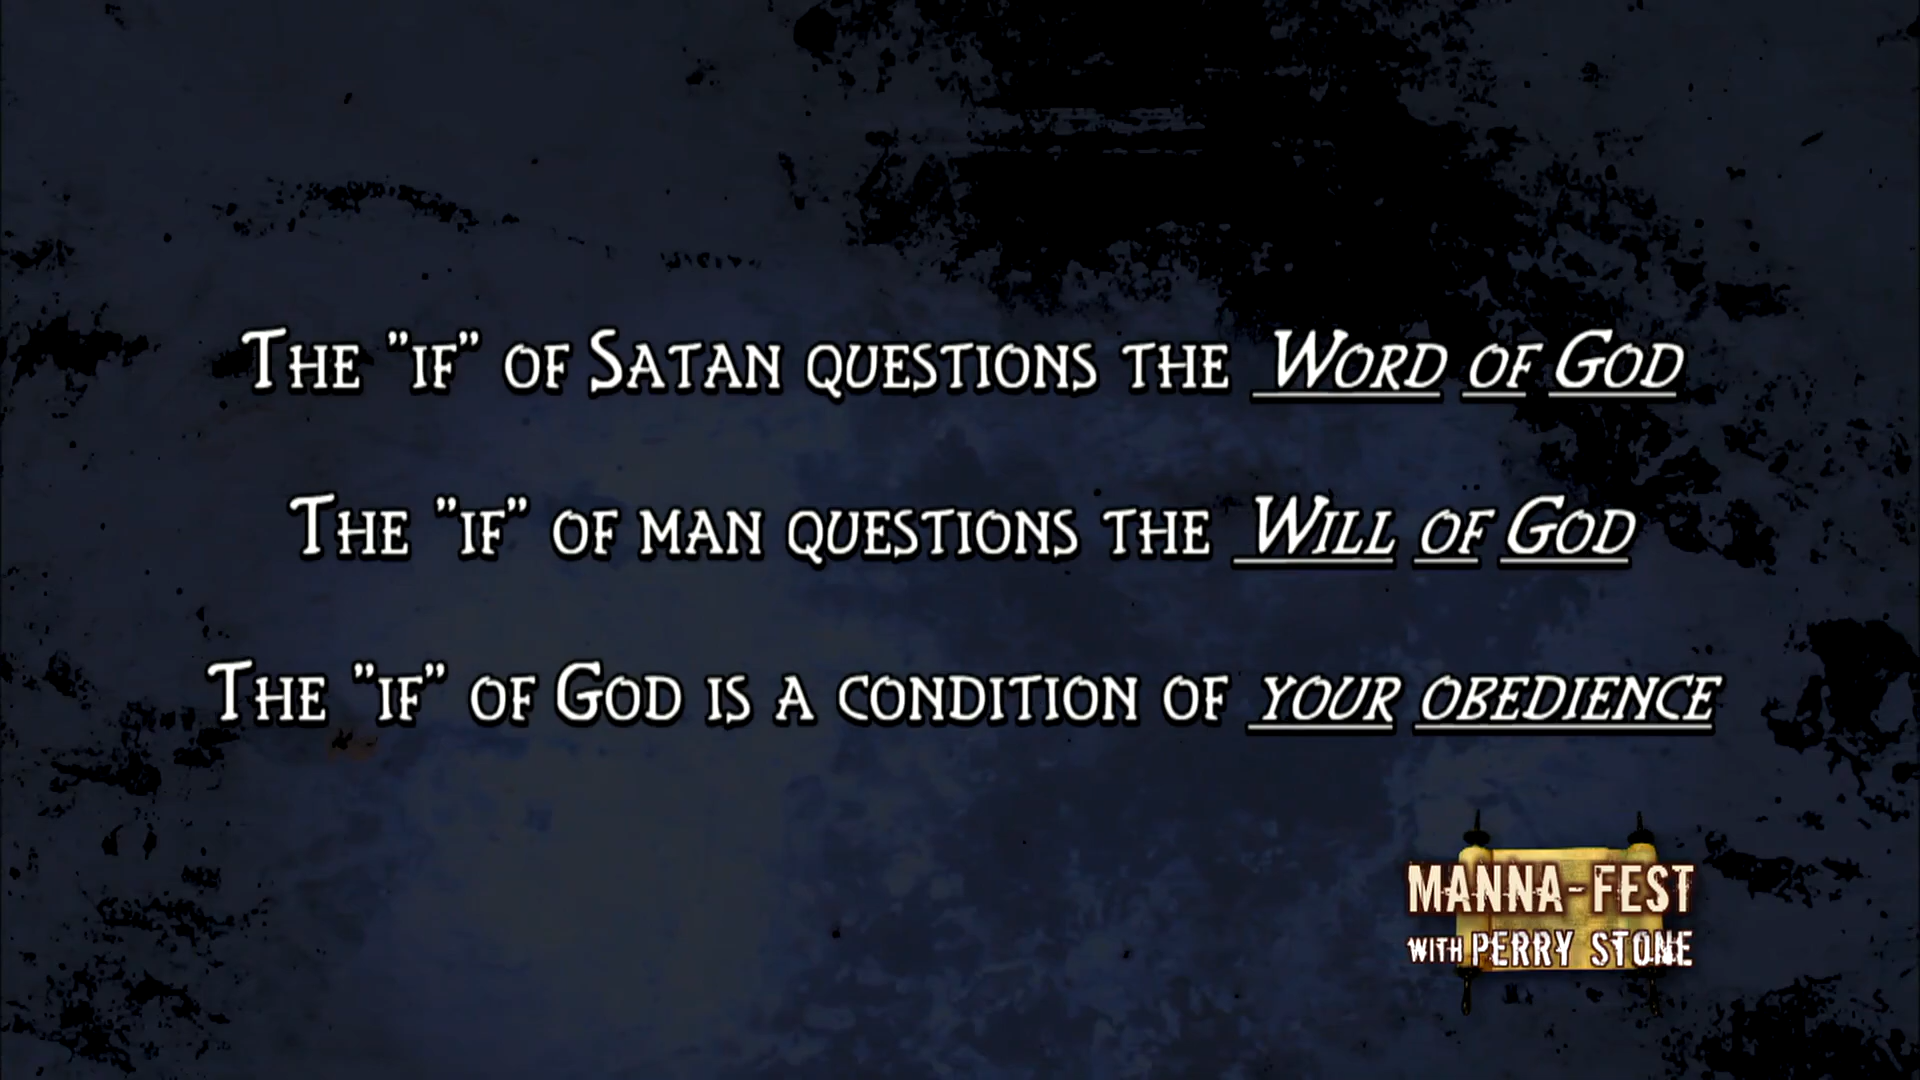 The "if" of Satan questions the Word of God
The "if" of man questions the Will of God
The "if" of God is a condition of your obedience
MANNA-FEST
WITH PERRY STONE